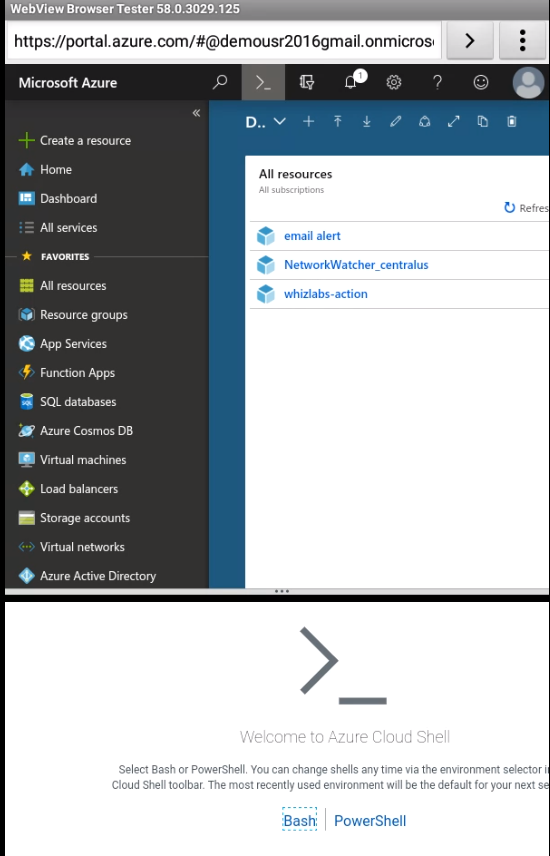 WebView Browser Tester 58.0.3029.125
https://portal.azure.com/#@demousr2016gmail.onmicros
Microsoft Azure
1
«
D..
Create a resource
Home
Dashboard
All services
FAVORITES
All resources
Resource groups
App Services
Function Apps
SQL databases
Azure Cosmos DB
Virtual machines
Load balancers
Storage accounts
Virtual networks
Azure Active Directory
All resources
All subscriptions
Refres
email alert
NetworkWatcher_centralus
whizlabs-action
Welcome to Azure Cloud Shell
Select Bash or PowerShell. You can change shells any time via the environment selector i
Cloud Shell toolbar. The most recently used environment will be the default for your next se
Bash PowerShell